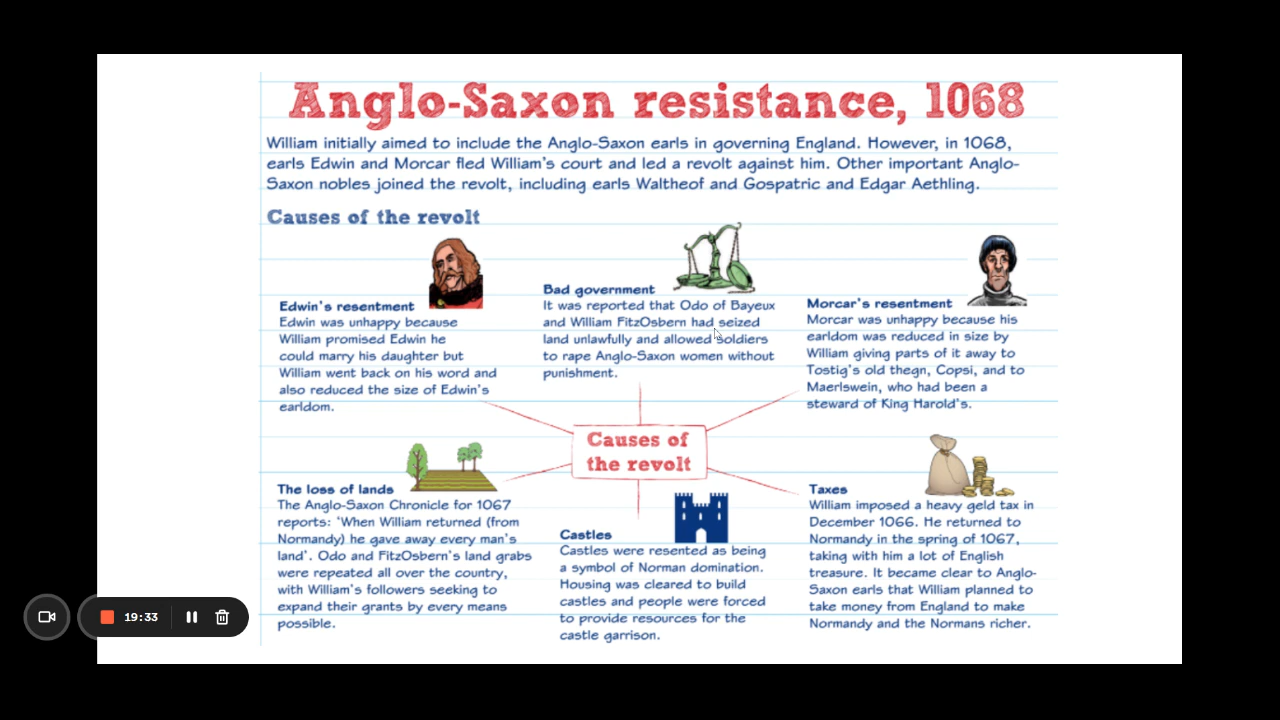 Anglo-Saxon resistance, 1068
William initially aimed to include the Anglo-Saxon earls in governing England. However, in 1068,
earls Edwin and Morcar fled William's court and led a revolt against him. Other important Anglo-
Saxon nobles joined the revolt, including earls Waltheof and Gospatric and Edgar Aethling.
Causes of the revolt
Edwin's resentment
Edwin was unhappy because
William promised Edwin he
could marry his daughter but
William went back on his word and
also reduced the size of Edwin's
earldom.
Bad government
It was reported that Odo of Bayeux
and William FitzOsbern had seized
land unlawfully and allowed soldiers
to rape Anglo-Saxon women without
punishment.
Morcar's resentment
Morcar was unhappy because his
earldom was reduced in size by
William giving parts of it away to
Tostig's old thegn, Copsi, and to
Maerlswein, who had been a
steward of King Harold's.
Causes of
the revolt
The loss of lands
The Anglo-Saxon Chronicle for 1067
reports: 'When William returned (from
Normandy) he gave away every man's
land'. Odo and FitzOsbern's land grabs
were repeated all over the country,
with William's followers seeking to
expand their grants by every means
possible.
Castles
Castles were resented as being
a symbol of Norman domination.
Housing was cleared to build
castles and people were forced
to provide resources for the
castle garrison.
Taxes
William imposed a heavy geld tax in
December 1066. He returned to
Normandy in the spring of 1067,
taking with him a lot of English
treasure. It became clear to Anglo-
Saxon earls that William planned to
take money from England to make
Normandy and the Normans richer.
19:33